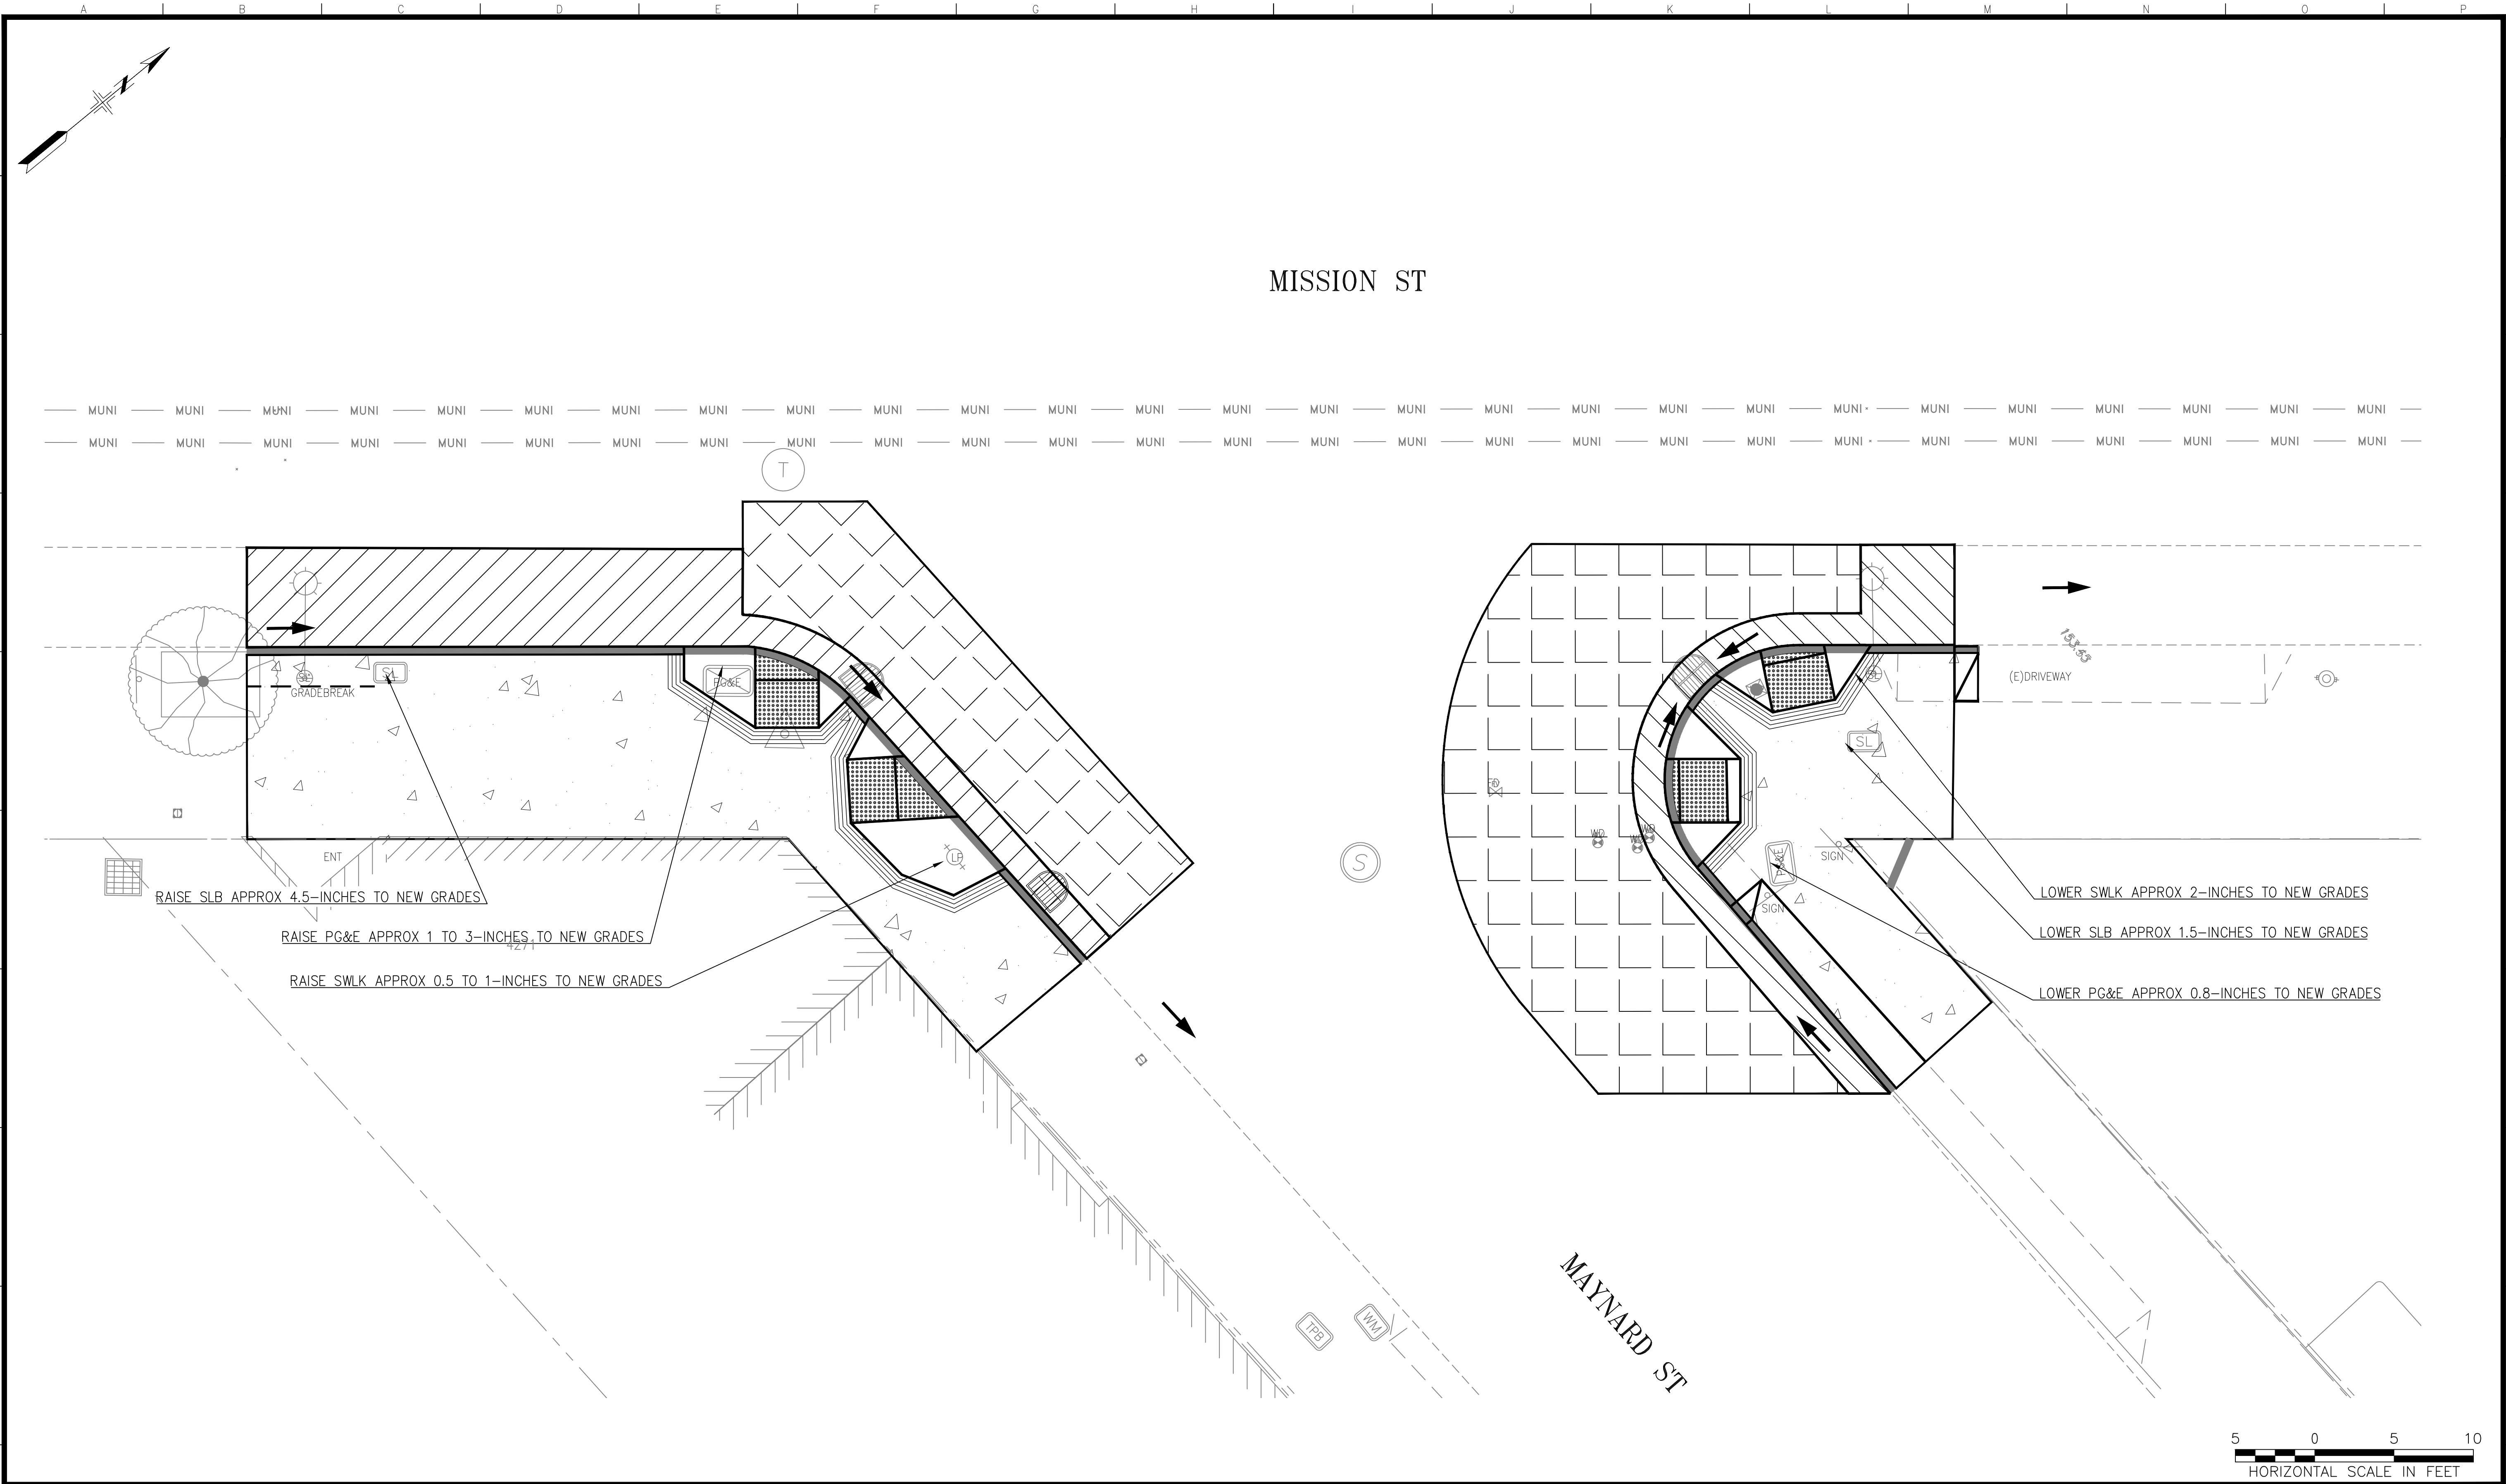 A B C D E F G H I J K L M N O P
MISSION ST
MUNI MUNI MUNI MUNI MUNI MUNI MUNI MUNI MUNI MUNI MUNI MUNI MUNI MUNI MUNI MUNI MUNI MUNI MUNI MUNI MUNI MUNI MUNI MUNI MUNI MUNI MUNI
MUNI MUNI MUNI MUNI MUNI MUNI MUNI MUNI MUNI MUNI MUNI MUNI MUNI MUNI MUNI MUNI MUNI MUNI MUNI MUNI MUNI MUNI MUNI MUNI MUNI MUNI MUNI
T
153.43
SL
PG&E
(E)DRIVEWAY
GRADEBREAK
SL
WD
WD
WD
ENT
LP
S
PG&E
SIGN
RAISE SLB APPROX 4.5-INCHES TO NEW GRADES
LOWER SWLK APPROX 2-INCHES TO NEW GRADES
SIGN
RAISE PG&E APPROX 1 TO 3-INCHES TO NEW GRADES
4271
LOWER SLB APPROX 1.5-INCHES TO NEW GRADES
RAISE SWLK APPROX 0.5 TO 1-INCHES TO NEW GRADES
LOWER PG&E APPROX 0.8-INCHES TO NEW GRADES
TPB
WM
MAYNARD ST
5 0 5 10
HORIZONTAL SCALE IN FEET